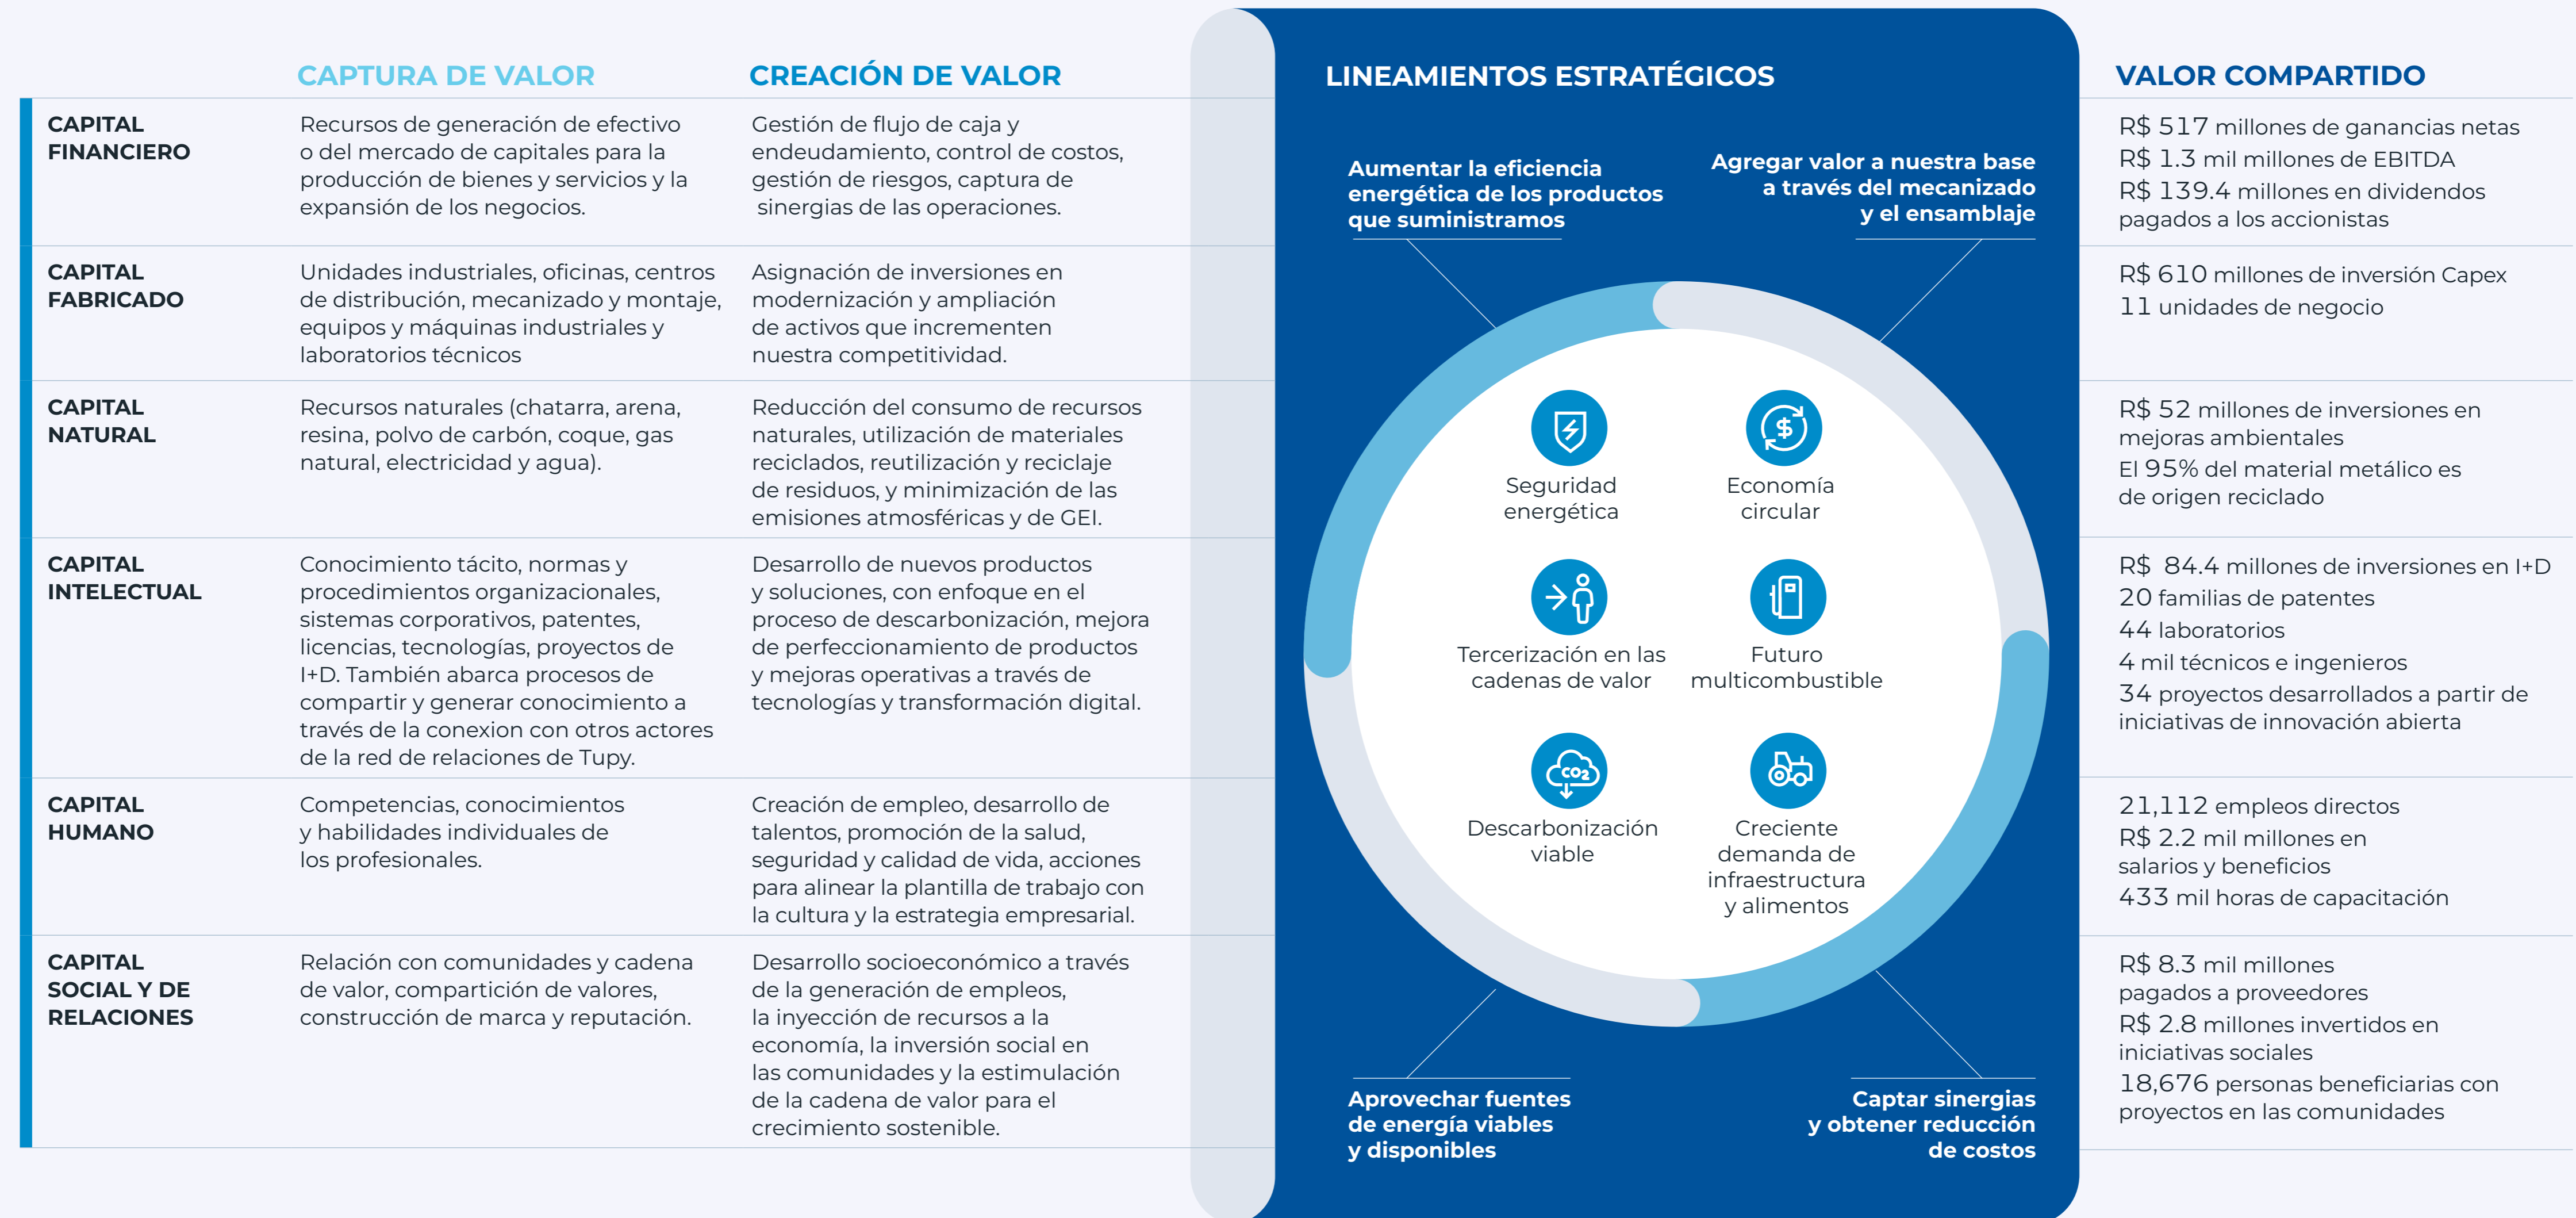 CAPTURA DE VALOR
CREACIÓN DE VALOR
LINEAMIENTOS ESTRATÉGICOS
VALOR COMPARTIDO
CAPITAL
FINANCIERO
Recursos de generación de efectivo
o del mercado de capitales para la
producción de bienes y servicios y la
expansión de los negocios.
Gestión de flujo de caja y
endeudamiento, control de costos,
gestión de riesgos, captura de
sinergias de las operaciones.
R$ 517 millones de ganancias netas
R$ 1.3 mil millones de EBITDA
R$ 139.4 millones en dividendos
pagados a los accionistas
CAPITAL
FABRICADO
Unidades industriales, oficinas, centros
de distribución, mecanizado y montaje,
equipos y máquinas industriales y
laboratorios técnicos
Asignación de inversiones en
modernización y ampliación
de activos que incrementen
nuestra competitividad.
R$ 610 millones de inversión Capex
11 unidades de negocio
CAPITAL
NATURAL
Recursos naturales (chatarra, arena,
resina, polvo de carbón, coque, gas
natural, electricidad y agua).
Reducción del consumo de recursos
naturales, utilización de materiales
reciclados, reutilización y reciclaje
de residuos, y minimización de las
emisiones atmosféricas y de GEI.
R$ 52 millones de inversiones en
mejoras ambientales
El 95% del material metálico es
de origen reciclado
CAPITAL
INTELECTUAL
Conocimiento tácito, normas y
procedimientos organizacionales,
sistemas corporativos, patentes,
licencias, tecnologías, proyectos de
I+D. También abarca procesos de
compartir y generar conocimiento a
través de la conexion con otros actores
de la red de relaciones de Tupy.
Desarrollo de nuevos productos
y soluciones, con enfoque en el
proceso de descarbonización, mejora
de perfeccionamiento de productos
y mejoras operativas a través de
tecnologías y transformación digital.
R$ 84.4 millones de inversiones en I+D
20 familias de patentes
44 laboratorios
4 mil técnicos e ingenieros
34 proyectos desarrollados a partir de
iniciativas de innovación abierta
CAPITAL
HUMANO
Competencias, conocimientos
y habilidades individuales de
los profesionales.
Creación de empleo, desarrollo de
talentos, promoción de la salud,
seguridad y calidad de vida, acciones
para alinear la plantilla de trabajo con
la cultura y la estrategia empresarial.
21,112 empleos directos
R$ 2.2 mil millones en
salarios y beneficios
433 mil horas de capacitación
CAPITAL
SOCIAL Y DE
RELACIONES
Relación con comunidades y cadena
de valor, compartición de valores,
construcción de marca y reputación.
Desarrollo socioeconómico a través
de la generación de empleos,
la inyección de recursos a la
economía, la inversión social en
las comunidades y la estimulación
de la cadena de valor para el
crecimiento sostenible.
R$ 8.3 mil millones
pagados a proveedores
R$ 2.8 millones invertidos en
iniciativas sociales
18,676 personas beneficiarias con
proyectos en las comunidades
Aumentar la eficiencia
energética de los productos
que suministramos
Agregar valor a nuestra base
a través del mecanizado
y el ensamblaje
$
Seguridad
energética
Economía
circular
Tercerización en las
cadenas de valor
Futuro
multicombustible
CO2
Descarbonización
viable
Creciente
demanda de
infraestructura
y alimentos
Aprovechar fuentes
de energía viables
y disponibles
Captar sinergias
y obtener reducción
de costos